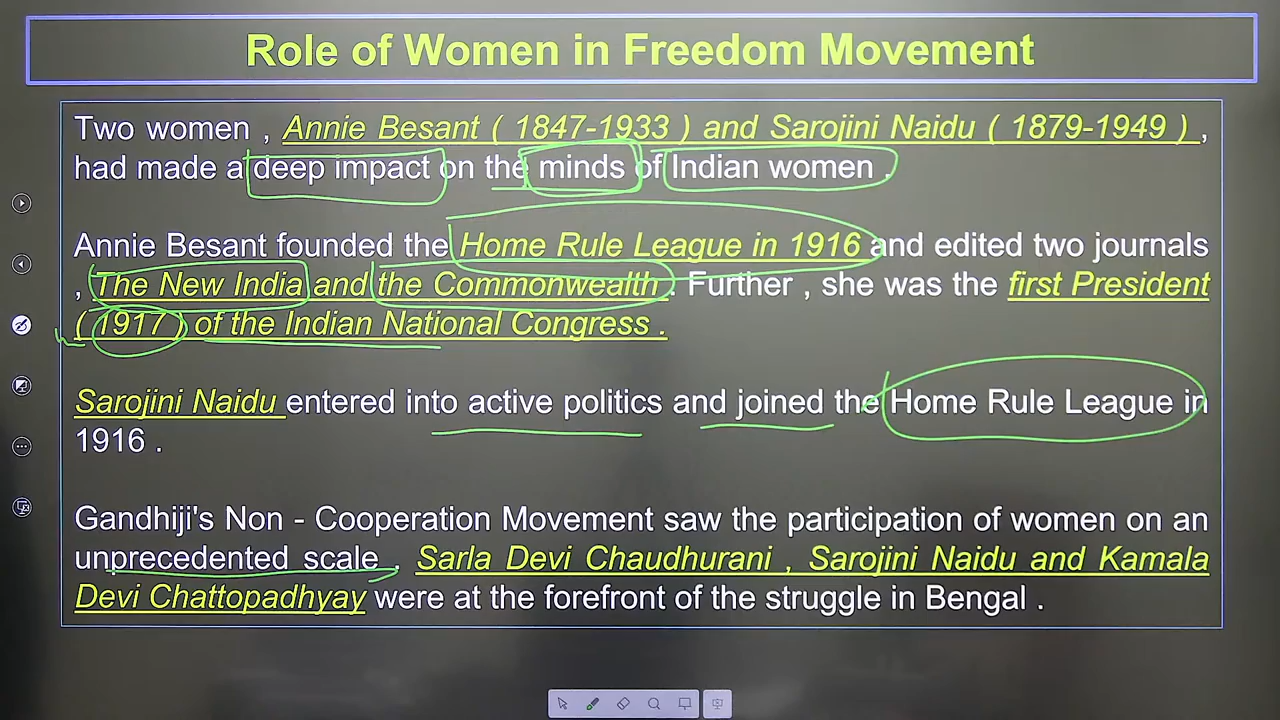 Role of Women in Freedom Movement
Two women , Annie Besant ( 1847-1933 ) and Sarojini Naidu ( 1879-1949 ) ,
had made a deep impact on the minds of Indian women .
Annie Besant founded the Home Rule League in 1916 and edited two journals
, The New India and the Commonwealth . Further , she was the first President
( 1917 ) of the Indian National Congress .
Sarojini Naidu entered into active politics and joined the Home Rule League in
1916 .
Gandhiji's Non - Cooperation Movement saw the participation of women on an
unprecedented scale . Sarla Devi Chaudhurani , Sarojini Naidu and Kamala
Devi Chattopadhyay were at the forefront of the struggle in Bengal .